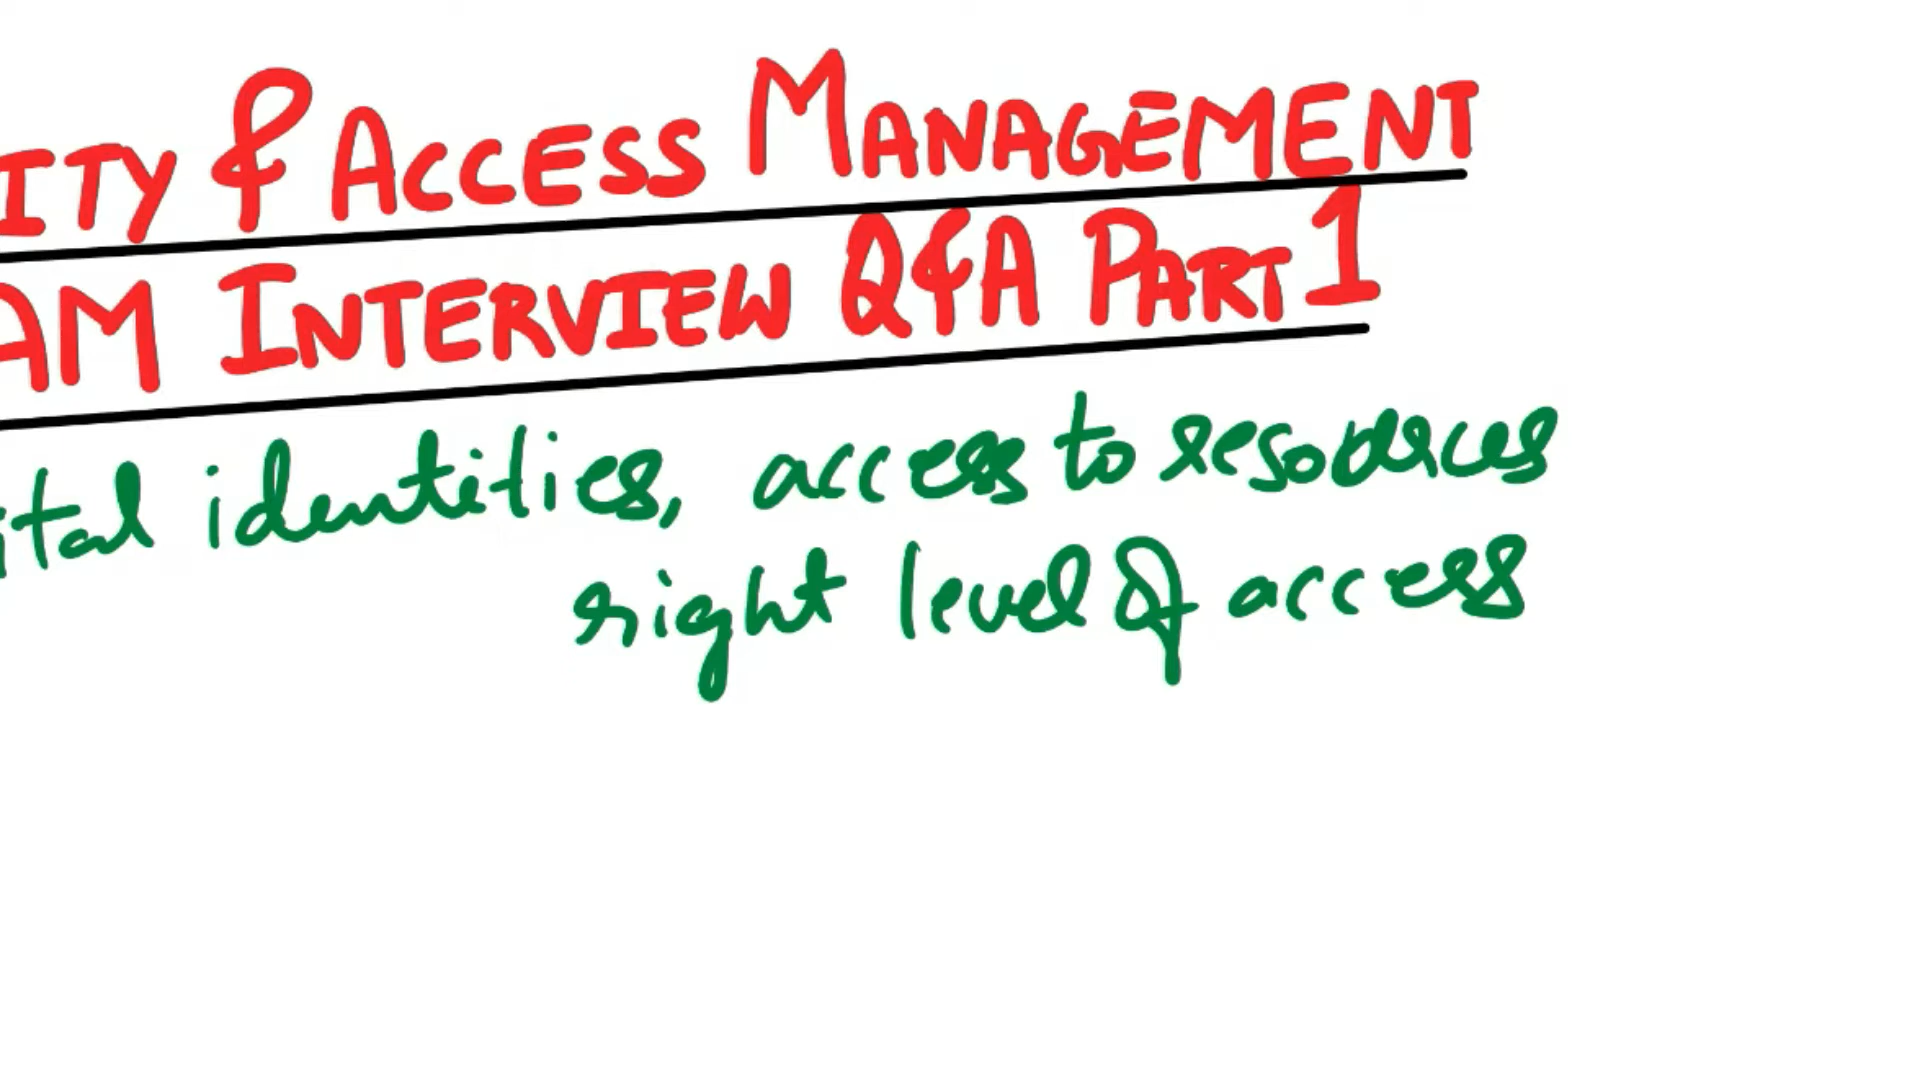 ITY & ACCESS MANAGEMENT
AM INTERVIEW Q&A PART 1
ital identities, access to resources
right level of access